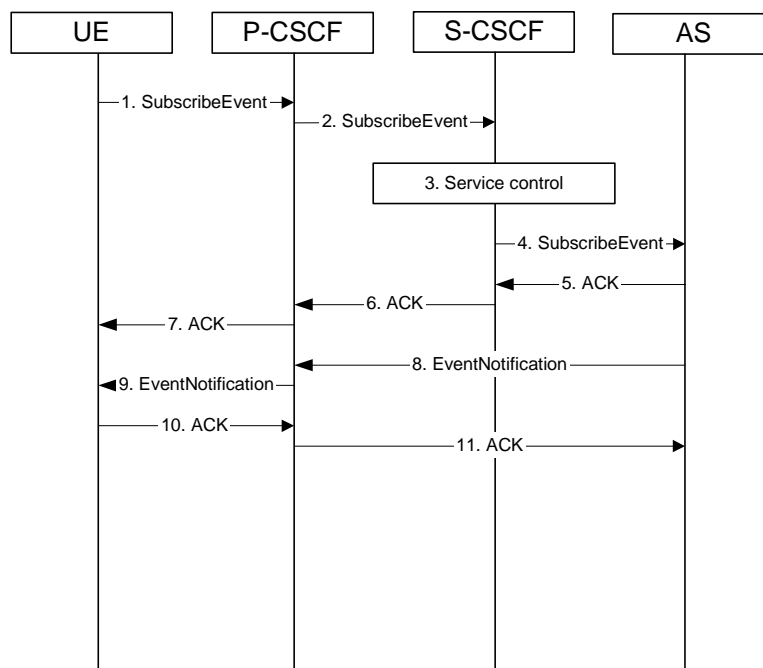 UE
P-CSCF
S-CSCF
AS
1. SubscribeEvent
2. SubscribeEvent
3. Service control
4. SubscribeEvent
5. ACK
6. ACK
7. ACK
8. EventNotification
9. EventNotification
10. ACK
11. ACK